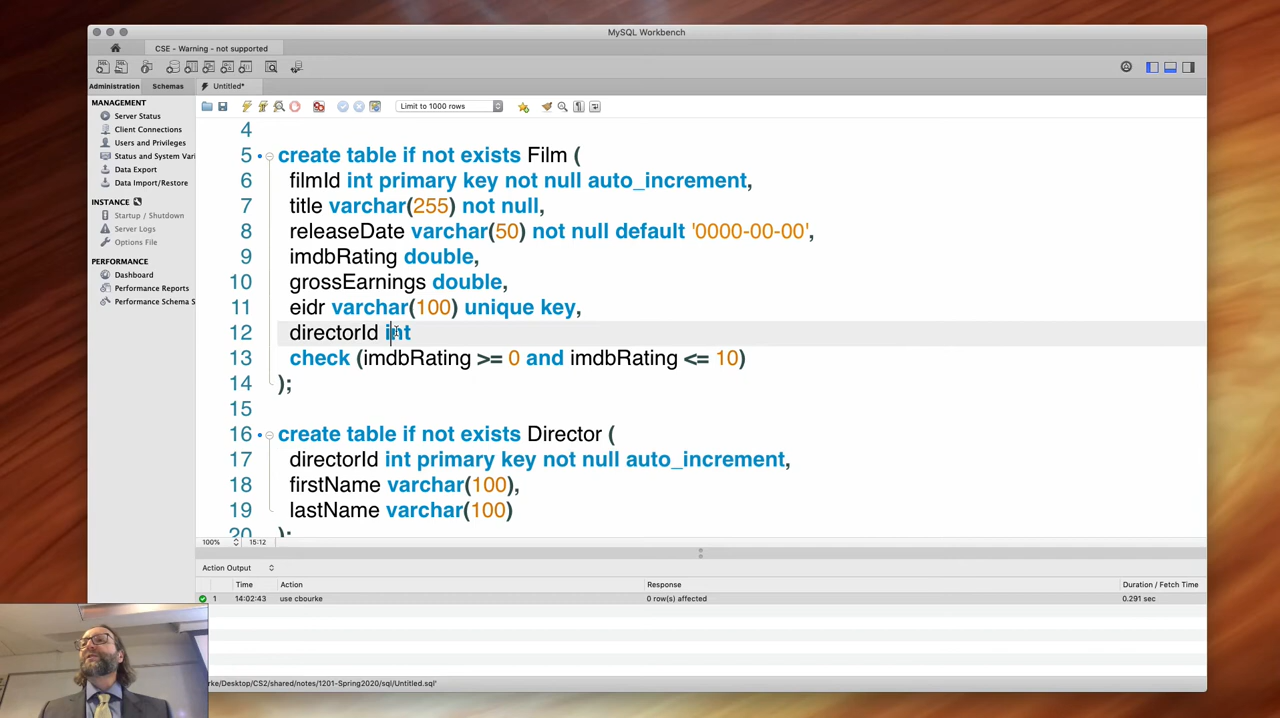 MySQL Workbench
CSE - Warning - not supported
Administration Schemas Untitled*
MANAGEMENT
Server Status
Client Connections
Users and Privileges
Status and System Vari
Data Export
Data Import/Restore
INSTANCE
Startup / Shutdown
Server Logs
Options File
PERFORMANCE
Dashboard
Performance Reports
Performance Schema S
Limit to 1000 rows
4
5 create table if not exists Film (
6 filmId int primary key not null auto_increment,
7 title varchar(255) not null,
8 releaseDate varchar(50) not null default '0000-00-00',
9 imdbRating double,
10 grossEarnings double,
11 eidr varchar(100) unique key,
12 directorId int
13 check (imdbRating >= 0 and imdbRating <= 10)
14 );
15
16 create table if not exists Director (
17 directorId int primary key not null auto_increment,
18 firstName varchar(100),
19 lastName varchar(100)
20 );
100% 15:12
Action Output
Time Action Response Duration / Fetch Time
1 14:02:43 use cbourke 0 row(s) affected 0.291 sec
rke/Desktop/CS2/shared/notes/1201-Spring2020/sql/Untitled.sql'